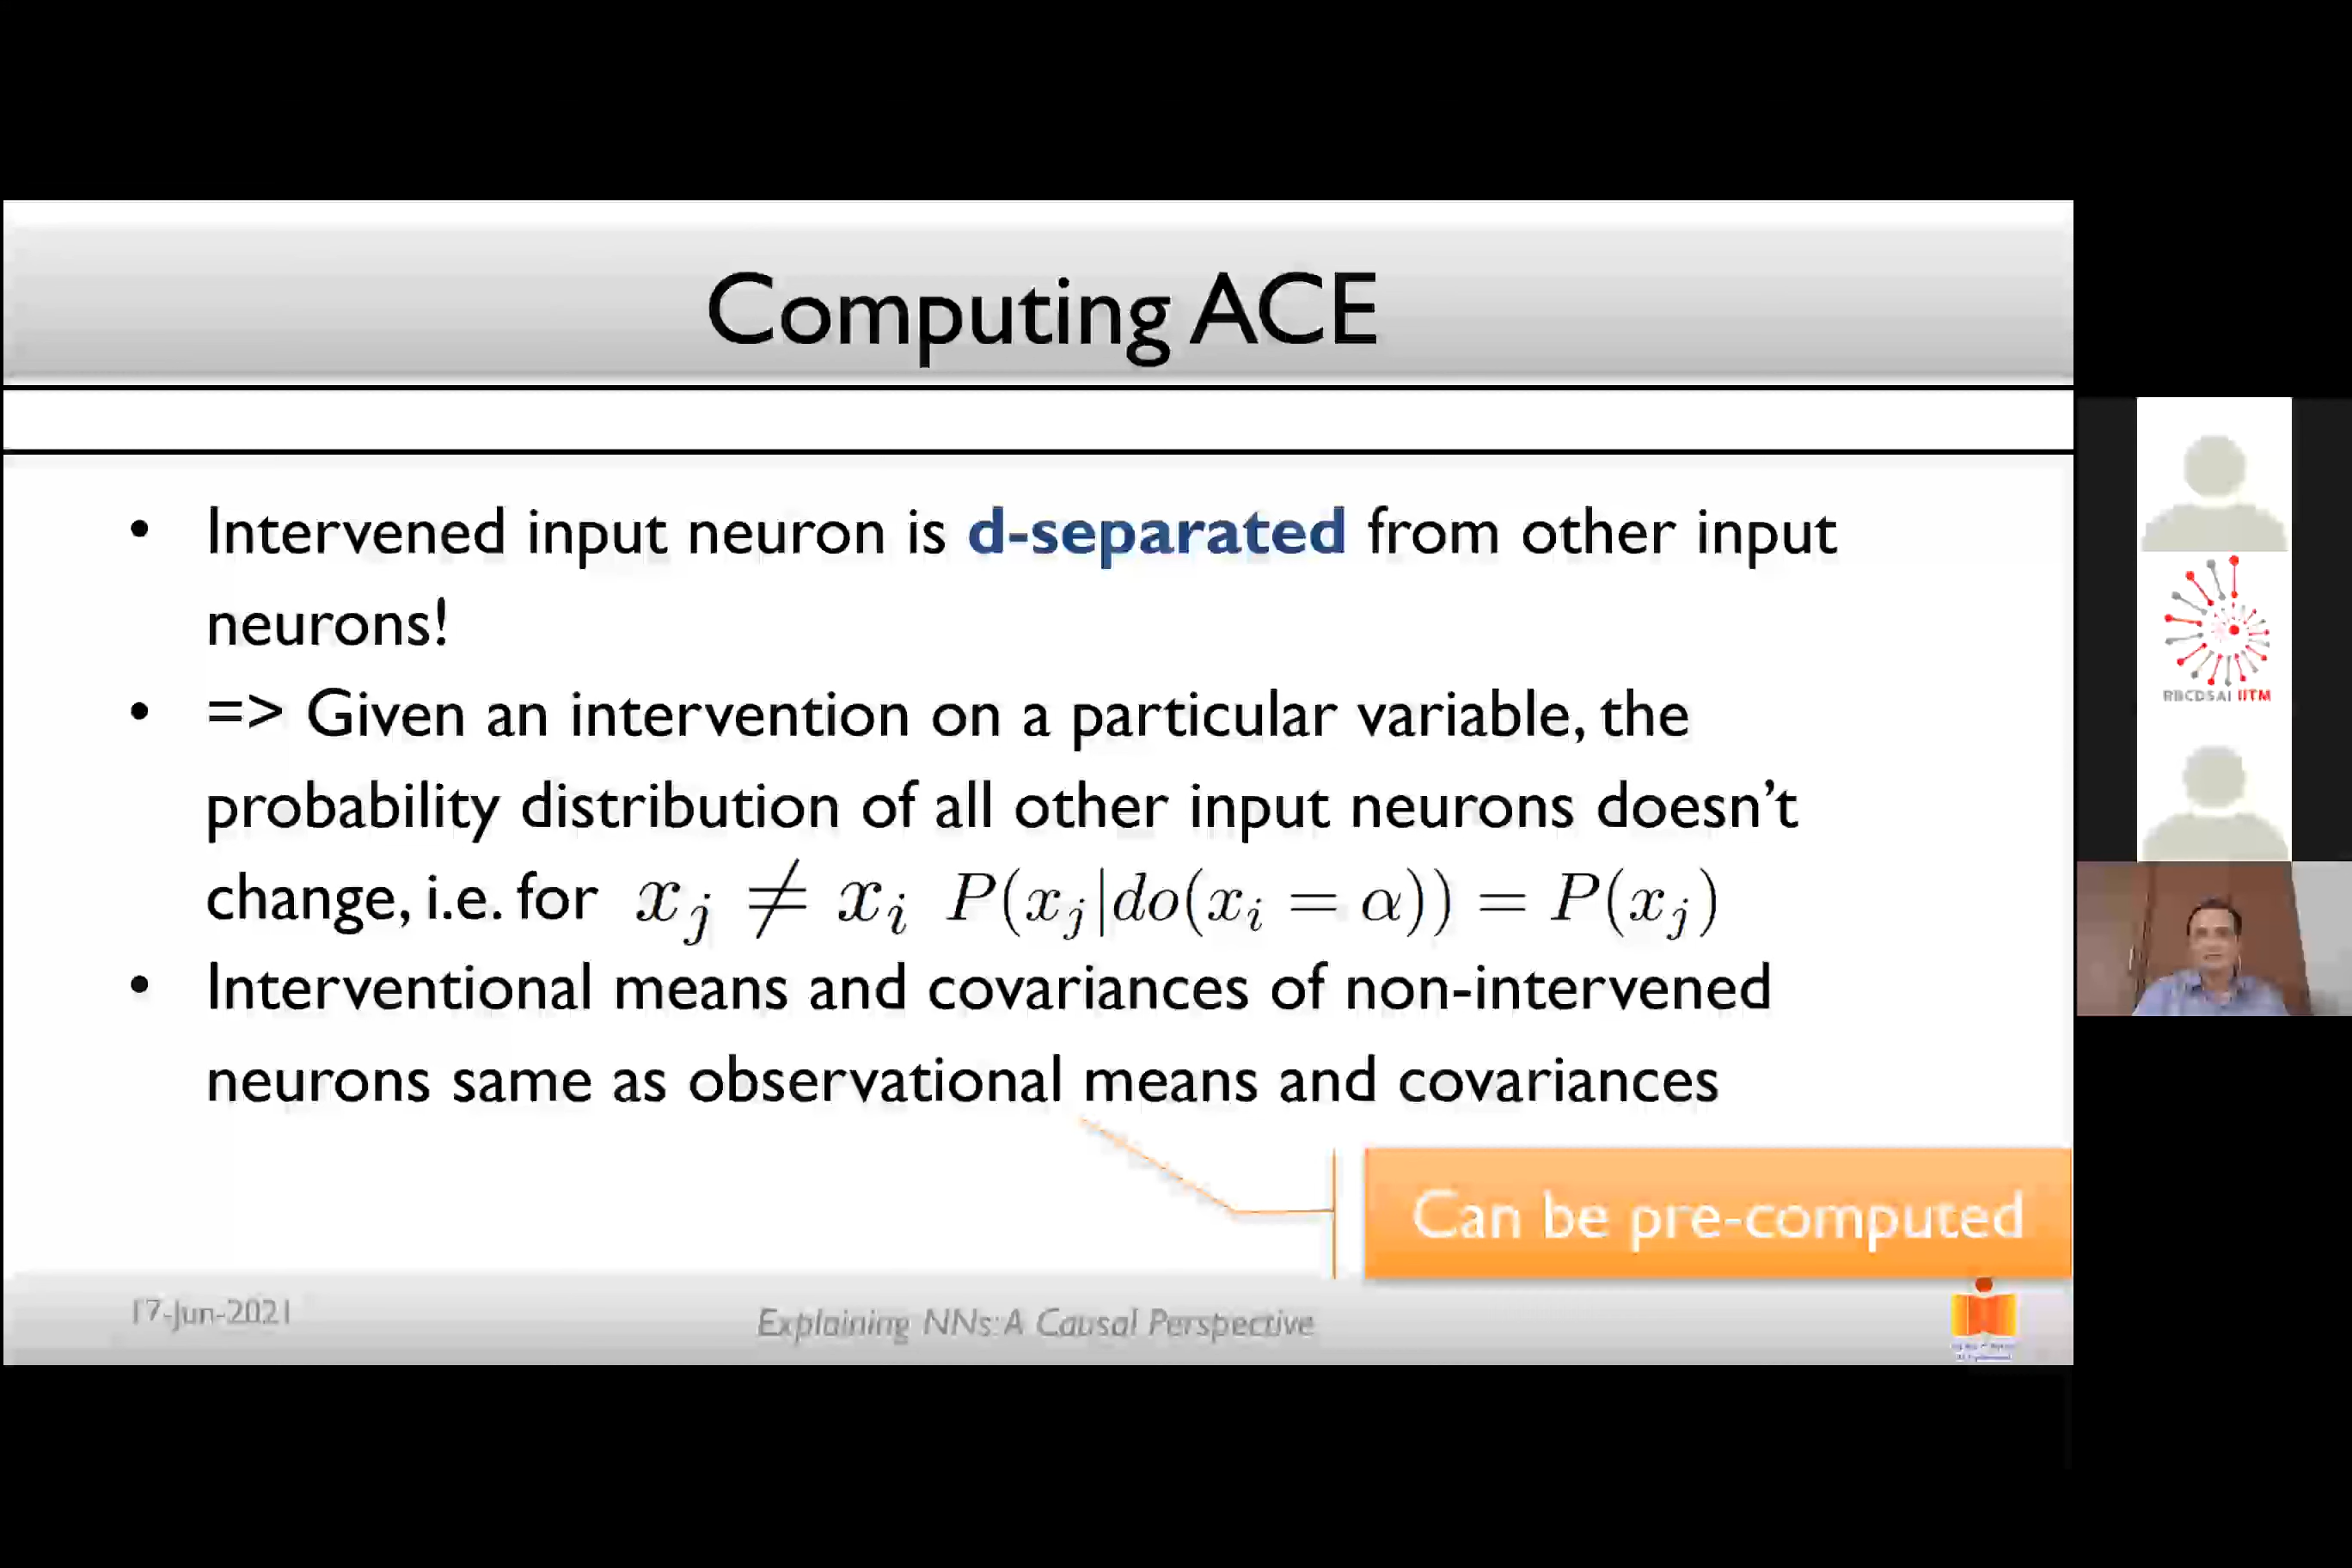 Computing ACE
• Intervened input neuron is d-separated from other input
neurons!
• => Given an intervention on a particular variable, the
probability distribution of all other input neurons doesn't
change, i.e. for x_j ≠ x_i P(x_j|do(x_i = α)) = P(x_j)
• Interventional means and covariances of non-intervened
neurons same as observational means and covariances
Can be pre-computed
17-Jun-2021
Explaining NNs: A Causal Perspective
RBCDSAI IITM